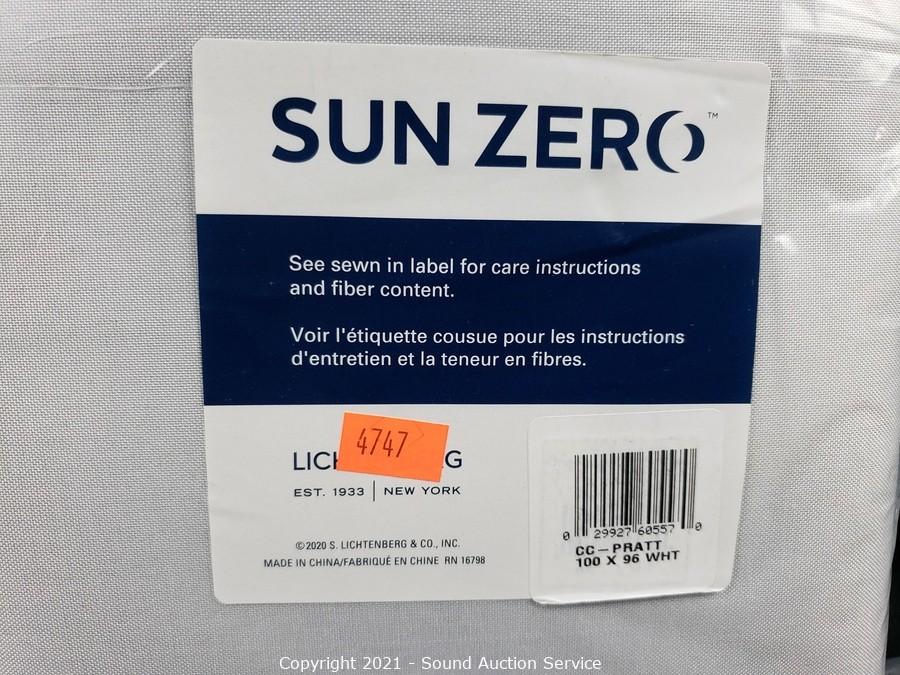 SUN ZERO™
See sewn in label for care instructions
and fiber content.
Voir l'étiquette cousue pour les instructions
d'entretien et la teneur en fibres.
4747
EST. 1933 | NEW YORK
©2020 S. LICHTENBERG & CO., INC.
MADE IN CHINA/FABRIQUÉ EN CHINE RN 16798
0 29927 60557 0
CC-PRATT
100 X 96 WHT
Copyright 2021 - Sound Auction Service